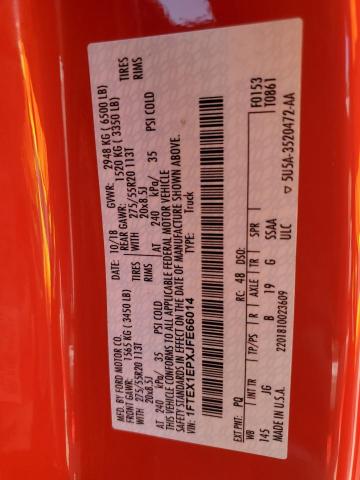 MFD. BY FORD MOTOR CO.
DATE: 10/18 GVWR: 2948 KG ( 6500 LB)
FRONT GAWR: 1565 KG ( 3450 LB) REAR GAWR: 1520 KG ( 3350 LB)
WITH 275/55R20 113T WITH 275/55R20 113T TIRES
20x8.5J 20x8.5J RIMS
AT 240 kPa/ 35 PSI COLD AT 240 kPa/ 35 PSI COLD
THIS VEHICLE CONFORMS TO ALL APPLICABLE FEDERAL MOTOR VEHICLE
SAFETY AND THEFT PREVENTION STANDARDS IN EFFECT ON THE DATE OF MANUFACTURE SHOWN ABOVE.
VIN: 1FTEX1EPXJFE66014
TYPE: TRUCK
F0153
T0861
EXT PNT: PQ RC: 48 DSO:
WB INT TR TP/PS R AXLE TR SPR
145 JG B 19 G SSAA
MADE IN U.S.A. ULC
2201810023609
▽ 5U5A-3520472-AA